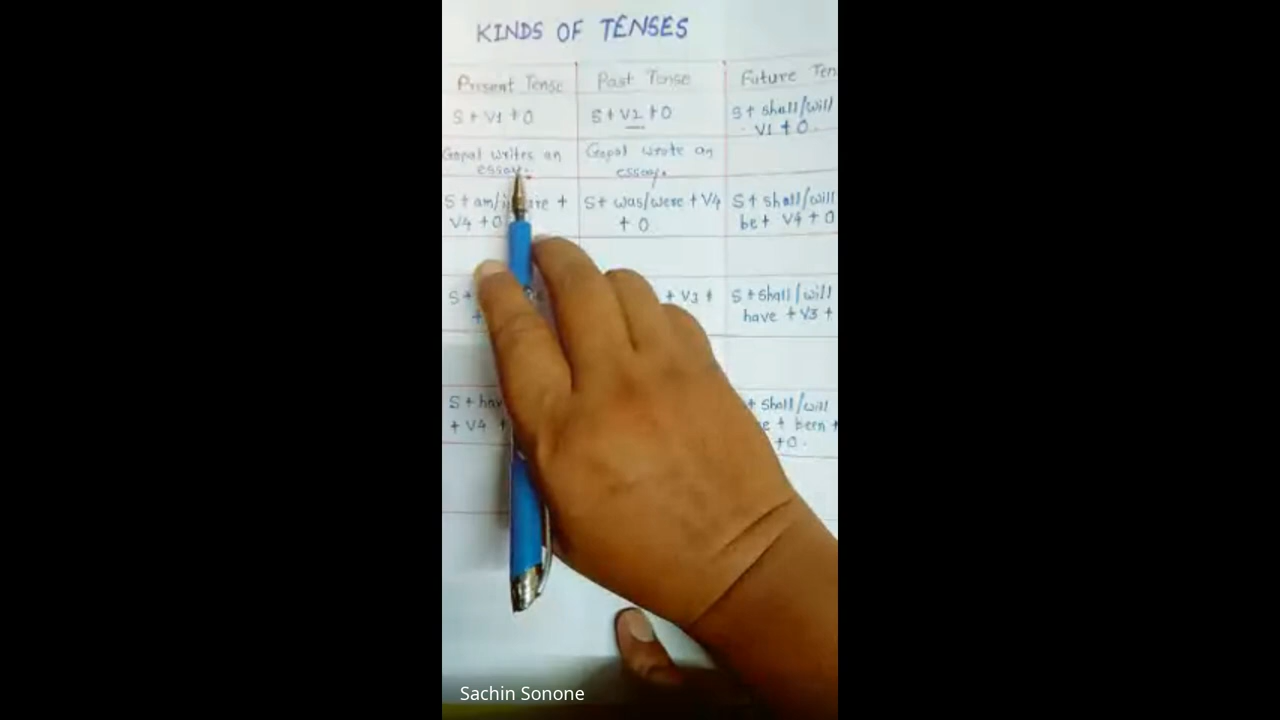 KINDS OF TENSES
Present Tense
Past Tense
Future Ten
S + V1 + O
S + V2 + O
S + shall/will
V1 + O.
Gopal writes an
essay.
Gopal wrote an
essay.
S + am/is/are +
V4 + O
S + was/were + V4
+ O
S + shall/will
be + V4 + O
S +
+
+ V3 +
S + shall/will
have + V3 +
S + hav
+ V4 +
+ shall/will
+ been +
+ O.
Sachin Sonone